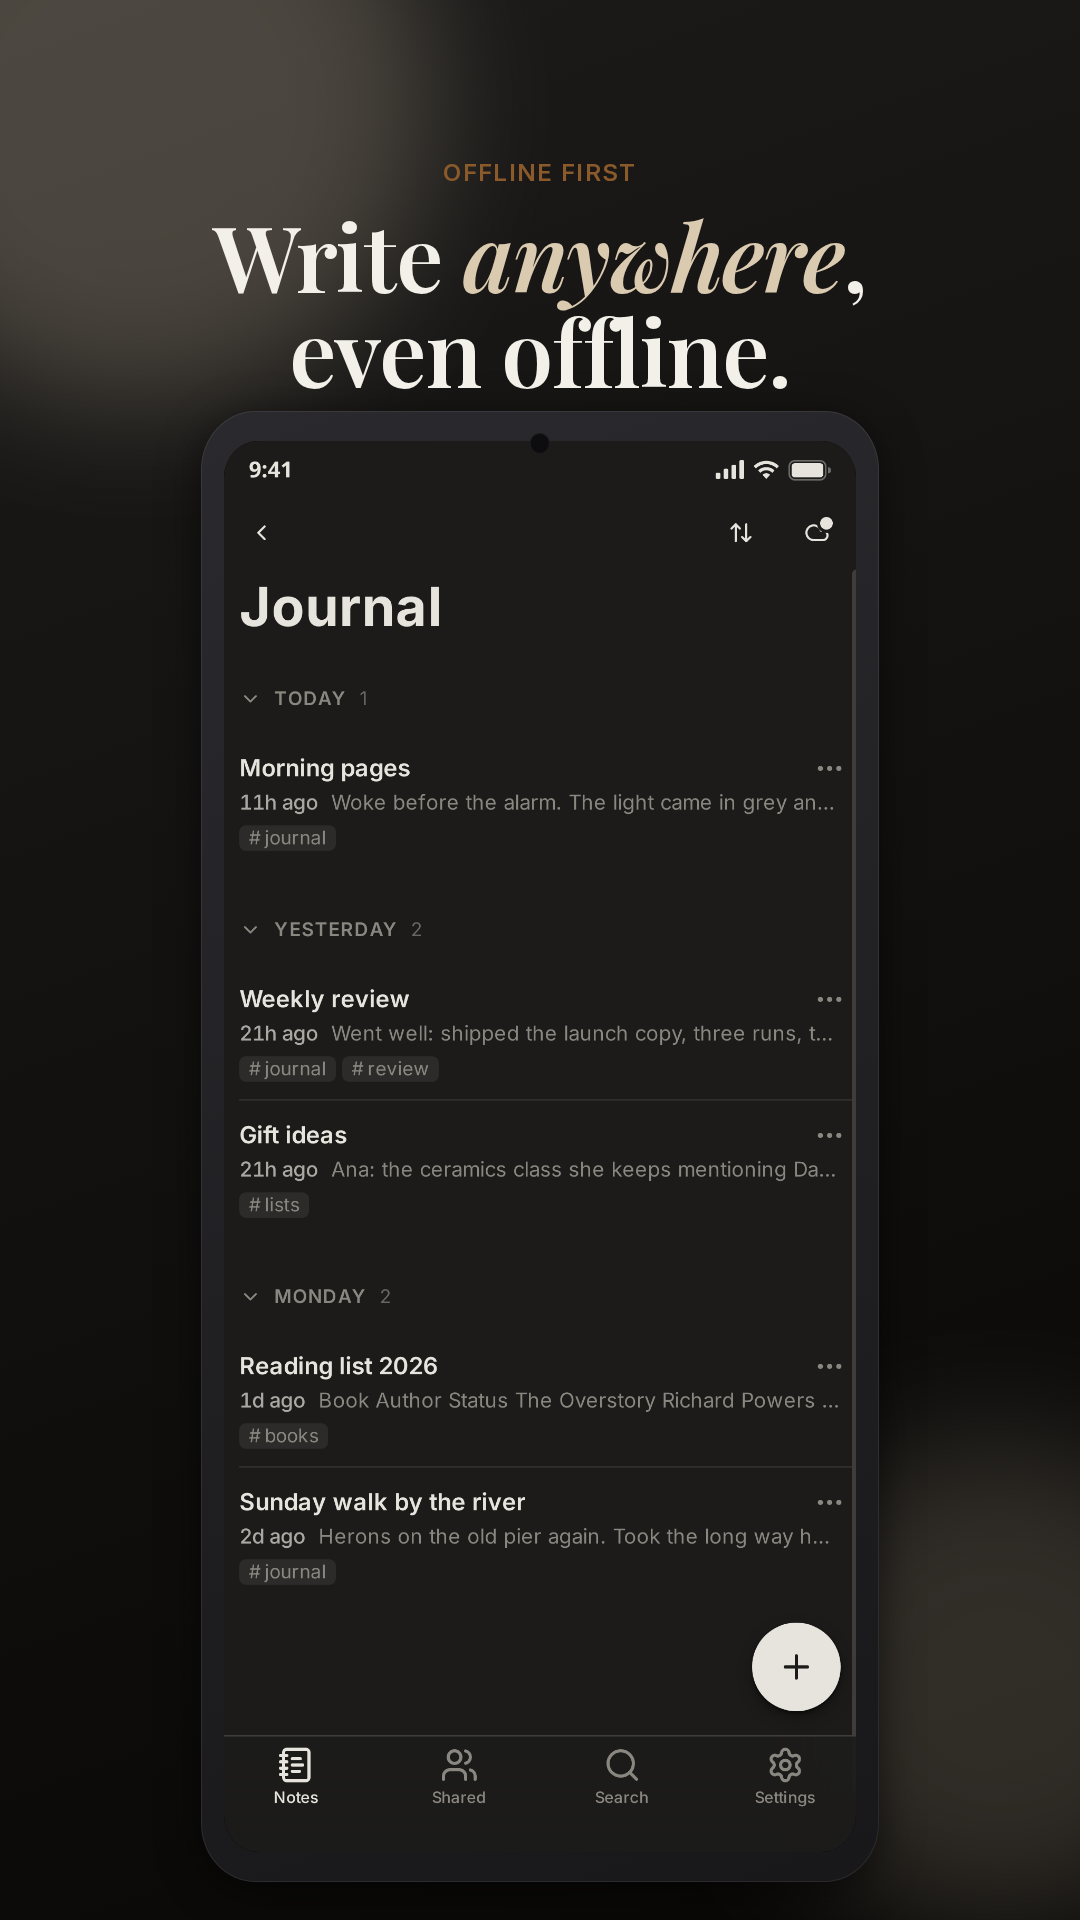 OFFLINE FIRST
Write anywhere,
even offline.
9:41
Journal
TODAY 1
Morning pages
11h ago Woke before the alarm. The light came in grey an...
#journal
YESTERDAY 2
Weekly review
21h ago Went well: shipped the launch copy, three runs, t...
#journal #review
Gift ideas
21h ago Ana: the ceramics class she keeps mentioning Da...
#lists
MONDAY 2
Reading list 2026
1d ago Book Author Status The Overstory Richard Powers ...
#books
Sunday walk by the river
2d ago Herons on the old pier again. Took the long way h...
#journal
Notes Shared Search Settings